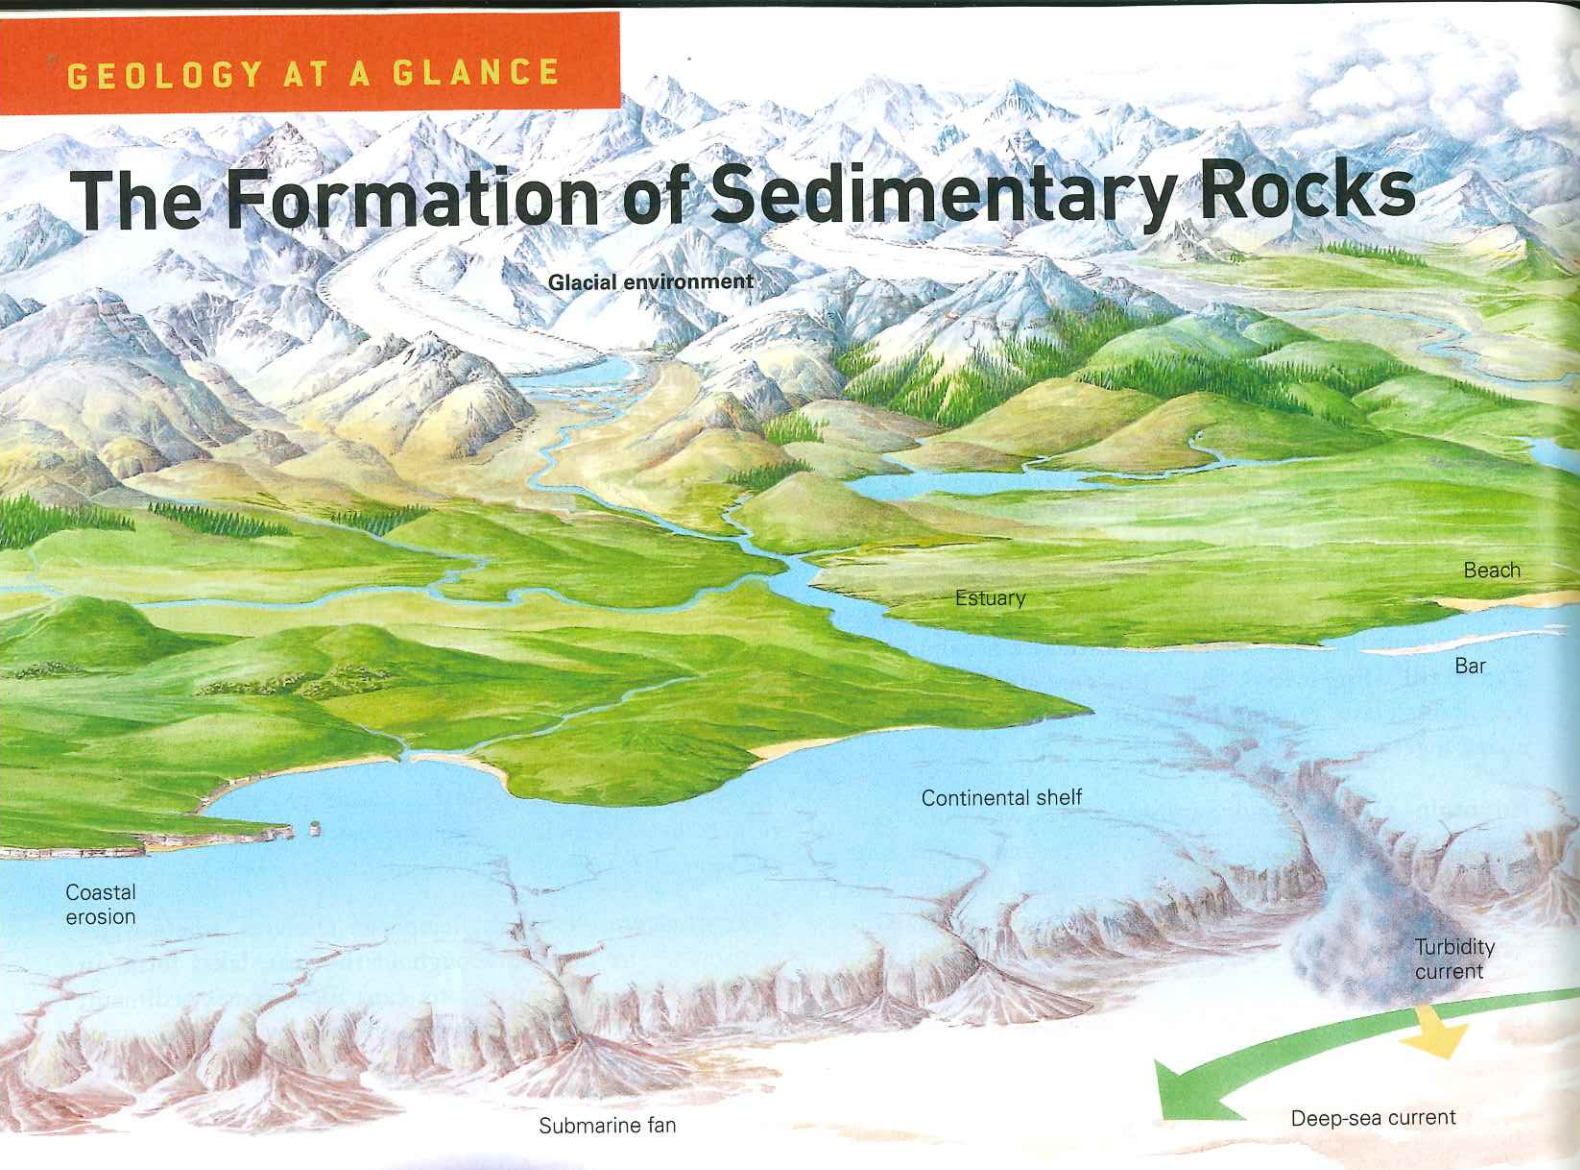 GEOLOGY AT A GLANCE
The Formation of Sedimentary Rocks
Glacial environment
Beach
Estuary
Bar
Continental shelf
Coastal
erosion
Turbidity
current
Deep-sea current
Submarine fan